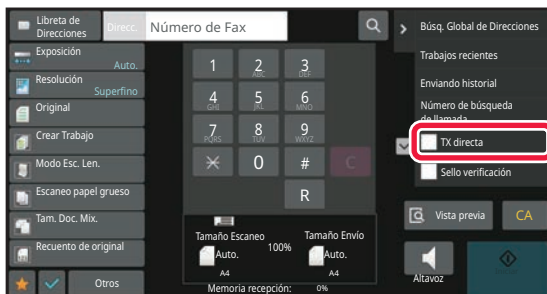 Libreta de
Direcciones
Direcc.
Número de Fax
Búsq. Global de Direcciones
Exposición
Auto.
Resolución
Superfino
Original
Crear Trabajo
Modo Esc. Len.
Escaneo papel grueso
Tam. Doc. Mix.
Recuento de original
Otros
1
2
ABC
3
DEF
4
GHI
5
JKL
6
MNO
7
PQRS
8
TUV
9
WXYZ
0
#
C
R
Tamaño Escaneo
100%
Tamaño Envío
Auto.
Auto.
A4
A4
Memoria recepción:
0%
Trabajos recientes
Enviando historial
Número de búsqueda
de llamada
TX directa
Sello verificación
Vista previa
CA
Altavoz